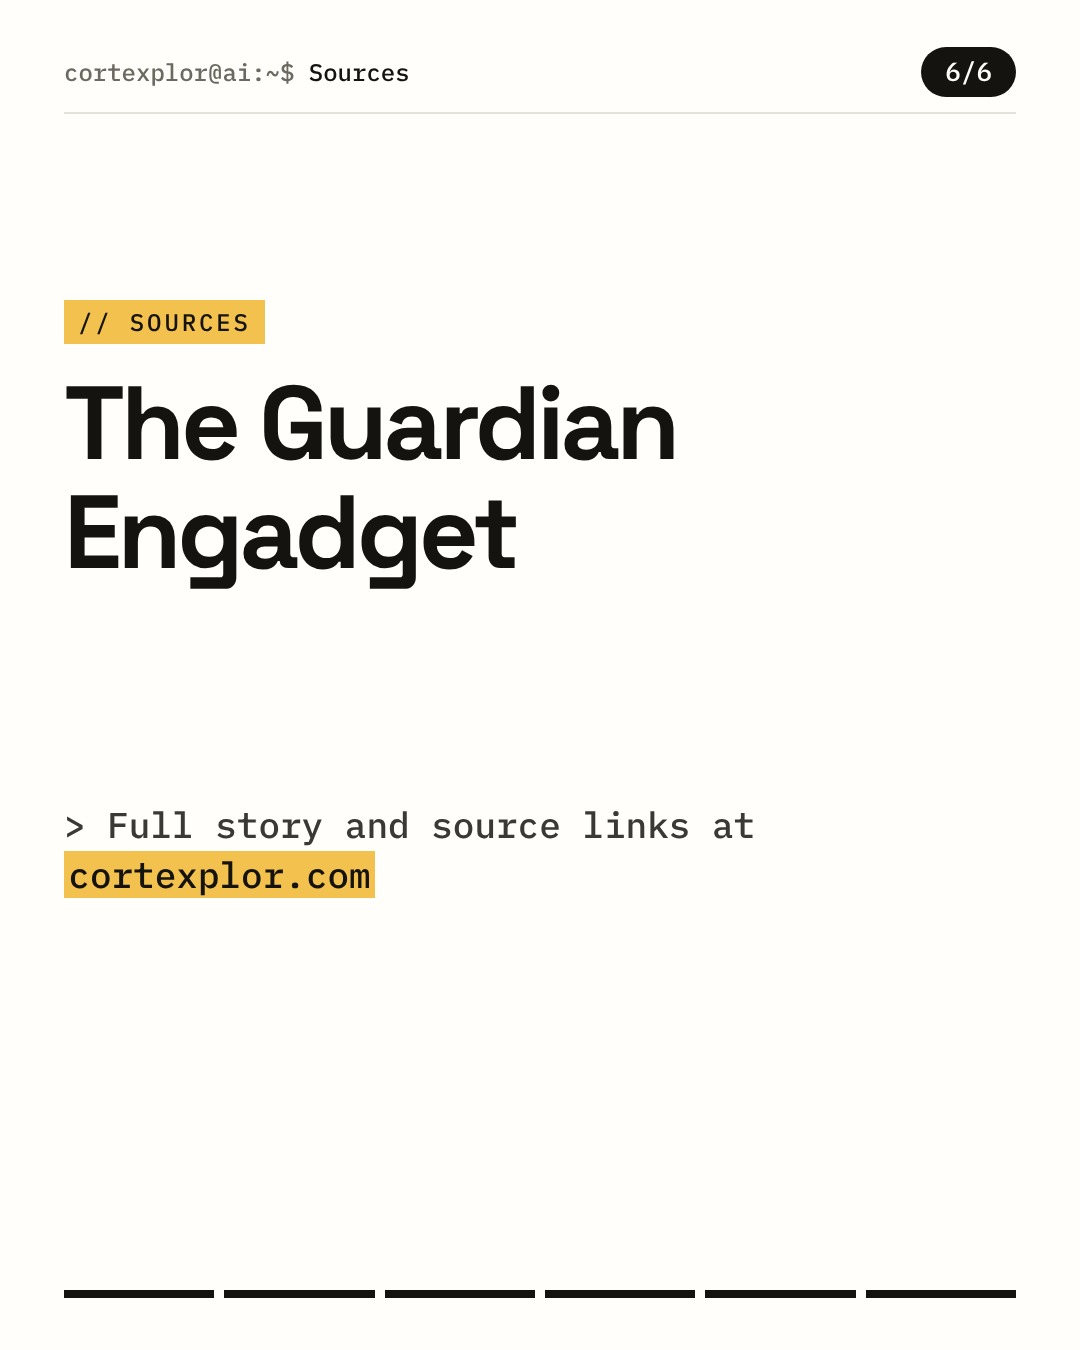 cortexplor@ai:~$ Sources
6/6
// SOURCES
The Guardian
Engadget
> Full story and source links at
cortexplor.com